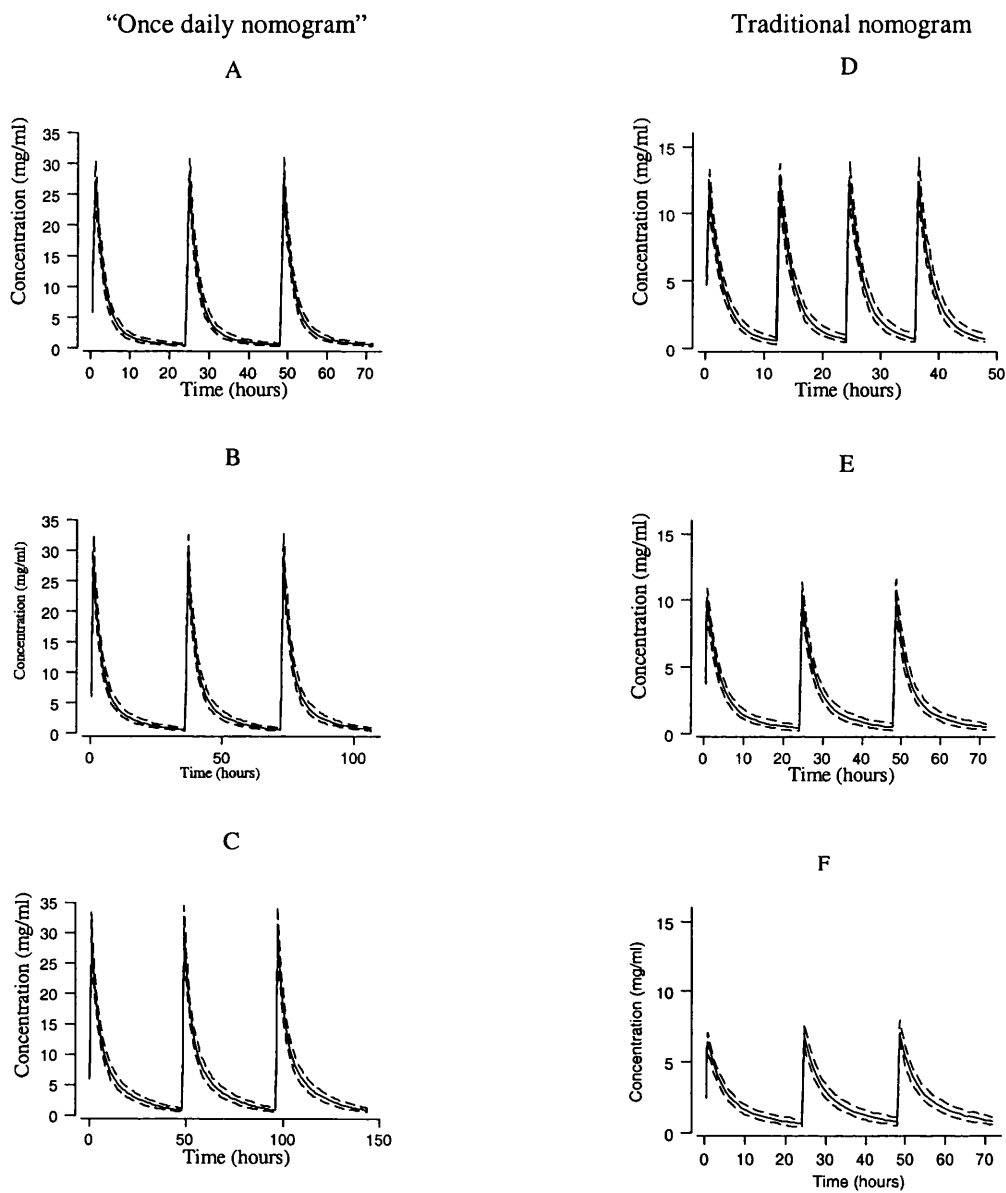 “Once daily nomogram”
Traditional nomogram
A
Concentration (mg/ml)
35
30
25
20
15
10
5
0
0 10 20 30 40 50 60 70
Time (hours)
D
Concentration (mg/ml)
15
10
5
0
0 10 20 30 40 50
Time (hours)
B
Concentration (mg/ml)
35
30
25
20
15
10
5
0
0 50 100
Time (hours)
E
Concentration (mg/ml)
15
10
5
0
0 10 20 30 40 50 60 70
Time (hours)
C
Concentration (mg/ml)
35
30
25
20
15
10
5
0
0 50 100 150
Time (hours)
F
Concentration (mg/ml)
15
10
5
0
0 10 20 30 40 50 60 70
Time (hours)